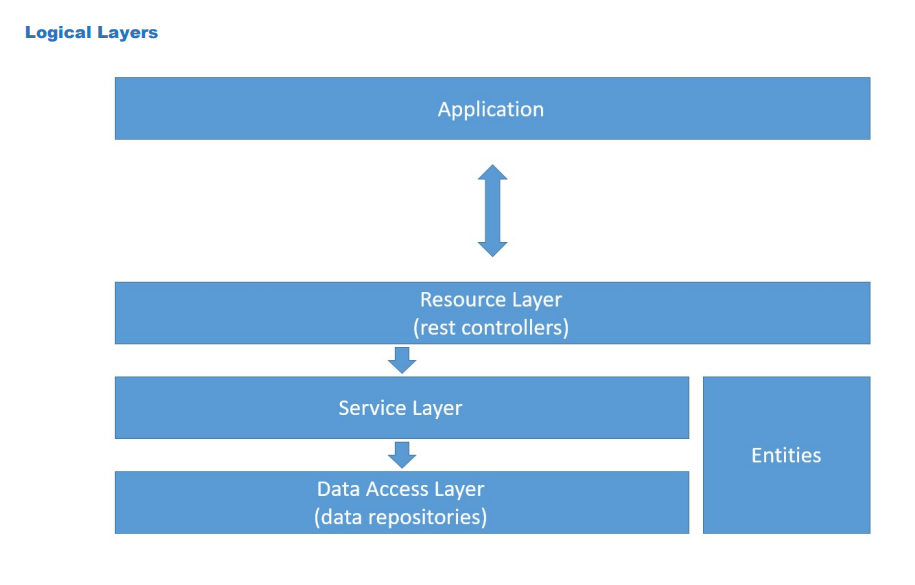 Logical Layers
Application
Resource Layer
(rest controllers)
Service Layer
Entities
Data Access Layer
(data repositories)